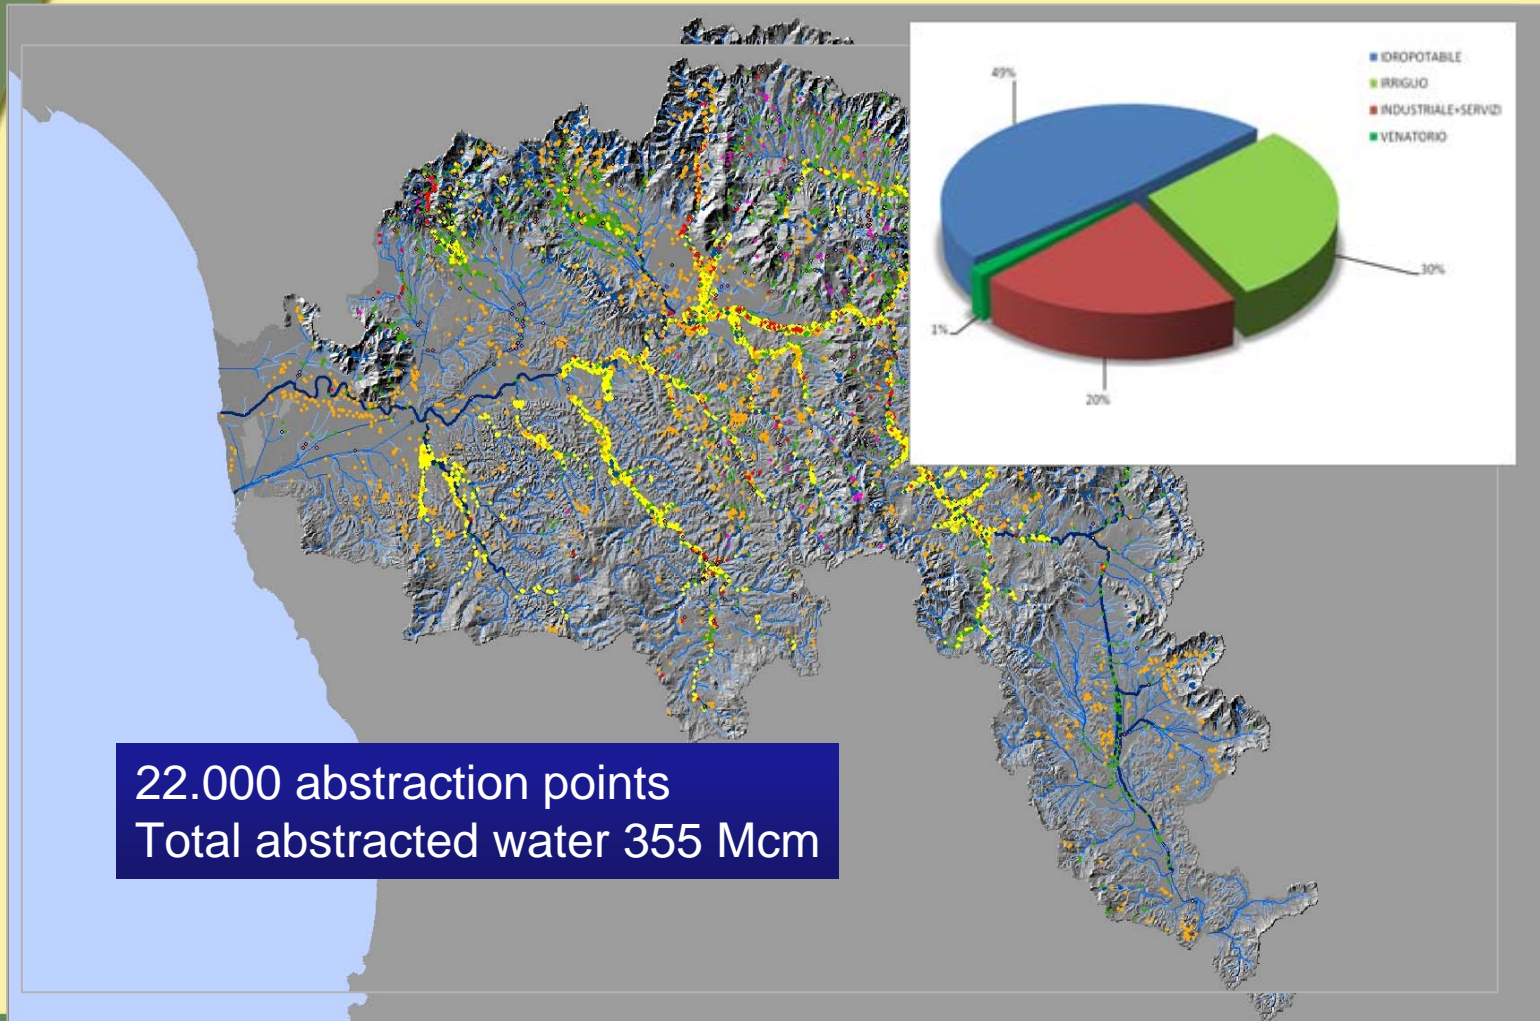 49%
IDROPOTABILE
IRRIGUO
INDUSTRIALE+SERVIZI
VENATORIO
30%
1%
20%
22.000 abstraction points
Total abstracted water 355 Mcm